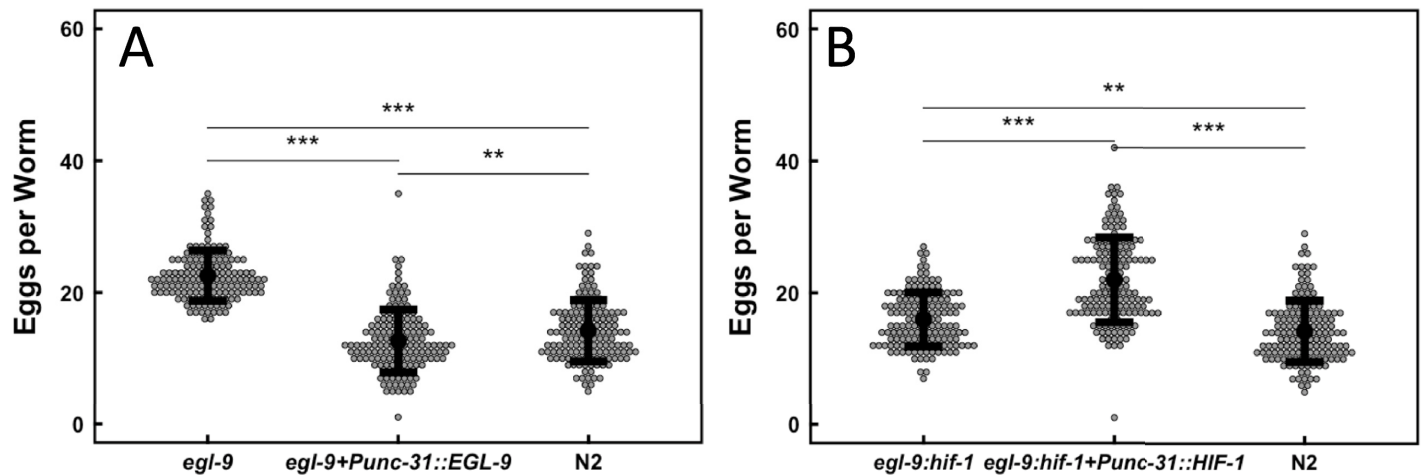 A
B
Eggs per Worm
60
40
20
0
***
***
**
egl-9
egl-9+Punc-31::EGL-9
N2
Eggs per Worm
60
40
20
0
**
***
***
egl-9:hif-1
egl-9:hif-1+Punc-31::HIF-1
N2